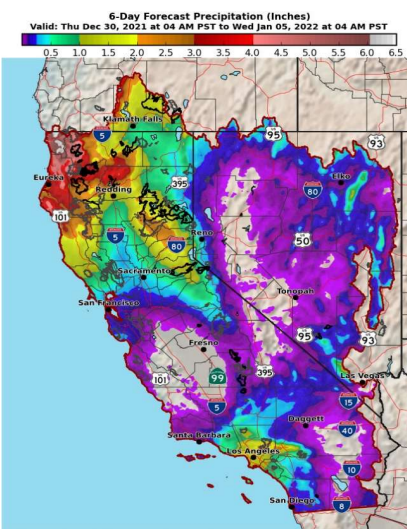 6-Day Forecast Precipitation (Inches)
Valid: Thu Dec 30, 2021 at 04 AM PST to Wed Jan 05, 2022 at 04 AM PST
0.5 1.0 1.5 2.0 2.5 3.0 3.5 4.0 4.5 5.0 5.5 6.0 6.5
Klamath Falls
5
95
93
Eureka
Redding
395
Elko
80
101
5
80
Reno
50
Sacramento
San Francisco
Tonopah
95
93
Fresno
Las Vegas
101
99
395
5
15
Daggett
40
Santa Barbara
Los Angeles
10
San Diego
8